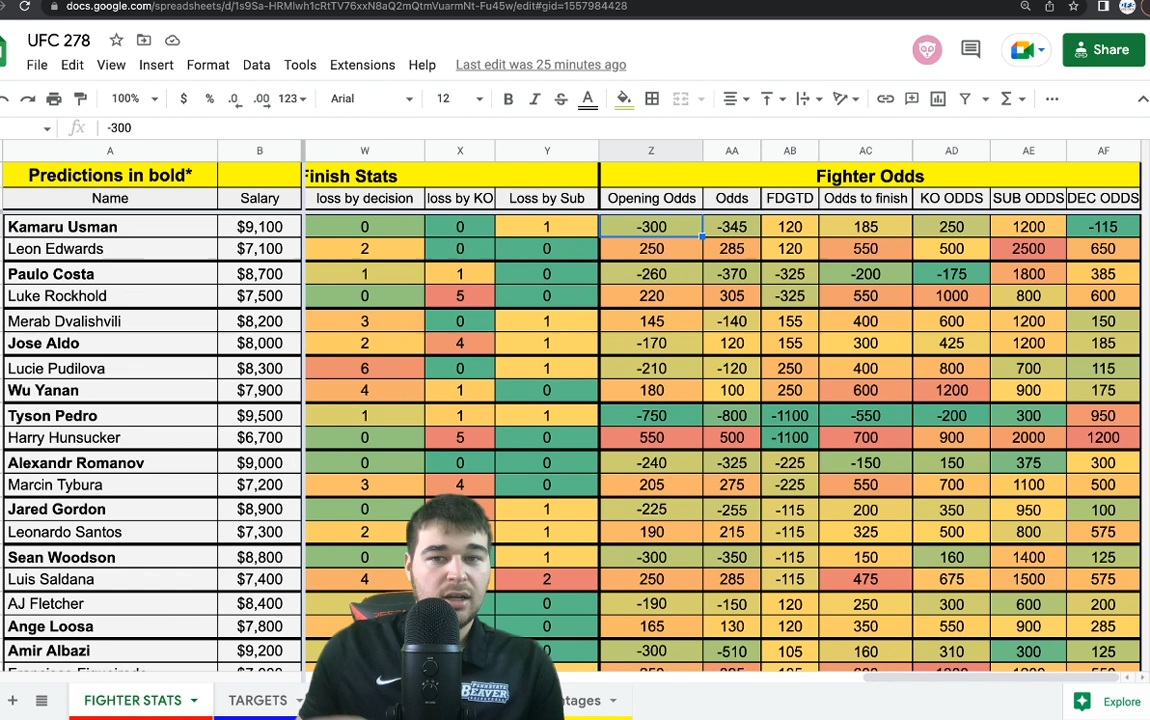 docs.google.com/spreadsheets/d/1s9Sa-HRMlwh1cRtTV76xxN8aQ2mQtmVuarmNt-Fu45w/edit#gid=1557984428
UFC 278
File Edit View Insert Format Data Tools Extensions Help Last edit was 25 minutes ago
Share
100% $ % .0 .00 123 Arial 12 B I S A
fx -300
A B W X Y Z AA AB AC AD AE AF
Predictions in bold* Finish Stats Fighter Odds
Name Salary loss by decision loss by KO Loss by Sub Opening Odds Odds FDGTD Odds to finish KO ODDS SUB ODDS DEC ODDS
Kamaru Usman $9,100 0 0 1 -300 -345 120 185 250 1200 -115
Leon Edwards $7,100 2 0 0 250 285 120 550 500 2500 650
Paulo Costa $8,700 1 1 0 -260 -370 -325 -200 -175 1800 385
Luke Rockhold $7,500 0 5 0 220 305 -325 550 1000 800 600
Merab Dvalishvili $8,200 3 0 1 145 -140 155 400 600 1200 150
Jose Aldo $8,000 2 4 1 -170 120 155 300 425 1200 185
Lucie Pudilova $8,300 6 0 1 -210 -120 250 400 800 700 115
Wu Yanan $7,900 4 1 0 180 100 250 600 1200 900 175
Tyson Pedro $9,500 1 1 1 -750 -800 -1100 -550 -200 300 950
Harry Hunsucker $6,700 0 5 0 550 500 -1100 700 900 2000 1200
Alexandr Romanov $9,000 0 0 0 -240 -325 -225 -150 150 375 300
Marcin Tybura $7,200 3 4 0 205 275 -225 550 700 1100 500
Jared Gordon $8,900 0 1 -225 -255 -115 200 350 950 100
Leonardo Santos $7,300 2 1 190 215 -115 325 500 800 575
Sean Woodson $8,800 0 1 -300 -350 -115 150 160 1400 125
Luis Saldana $7,400 4 2 250 285 -115 475 675 1500 575
AJ Fletcher $8,400 0 -190 -150 120 250 300 600 200
Ange Loosa $7,800 0 165 130 120 350 550 900 285
Amir Albazi $9,200 0 -300 -510 105 160 310 300 125
PENN STATE
BEAVER
FIGHTER STATS TARGETS tages Explore